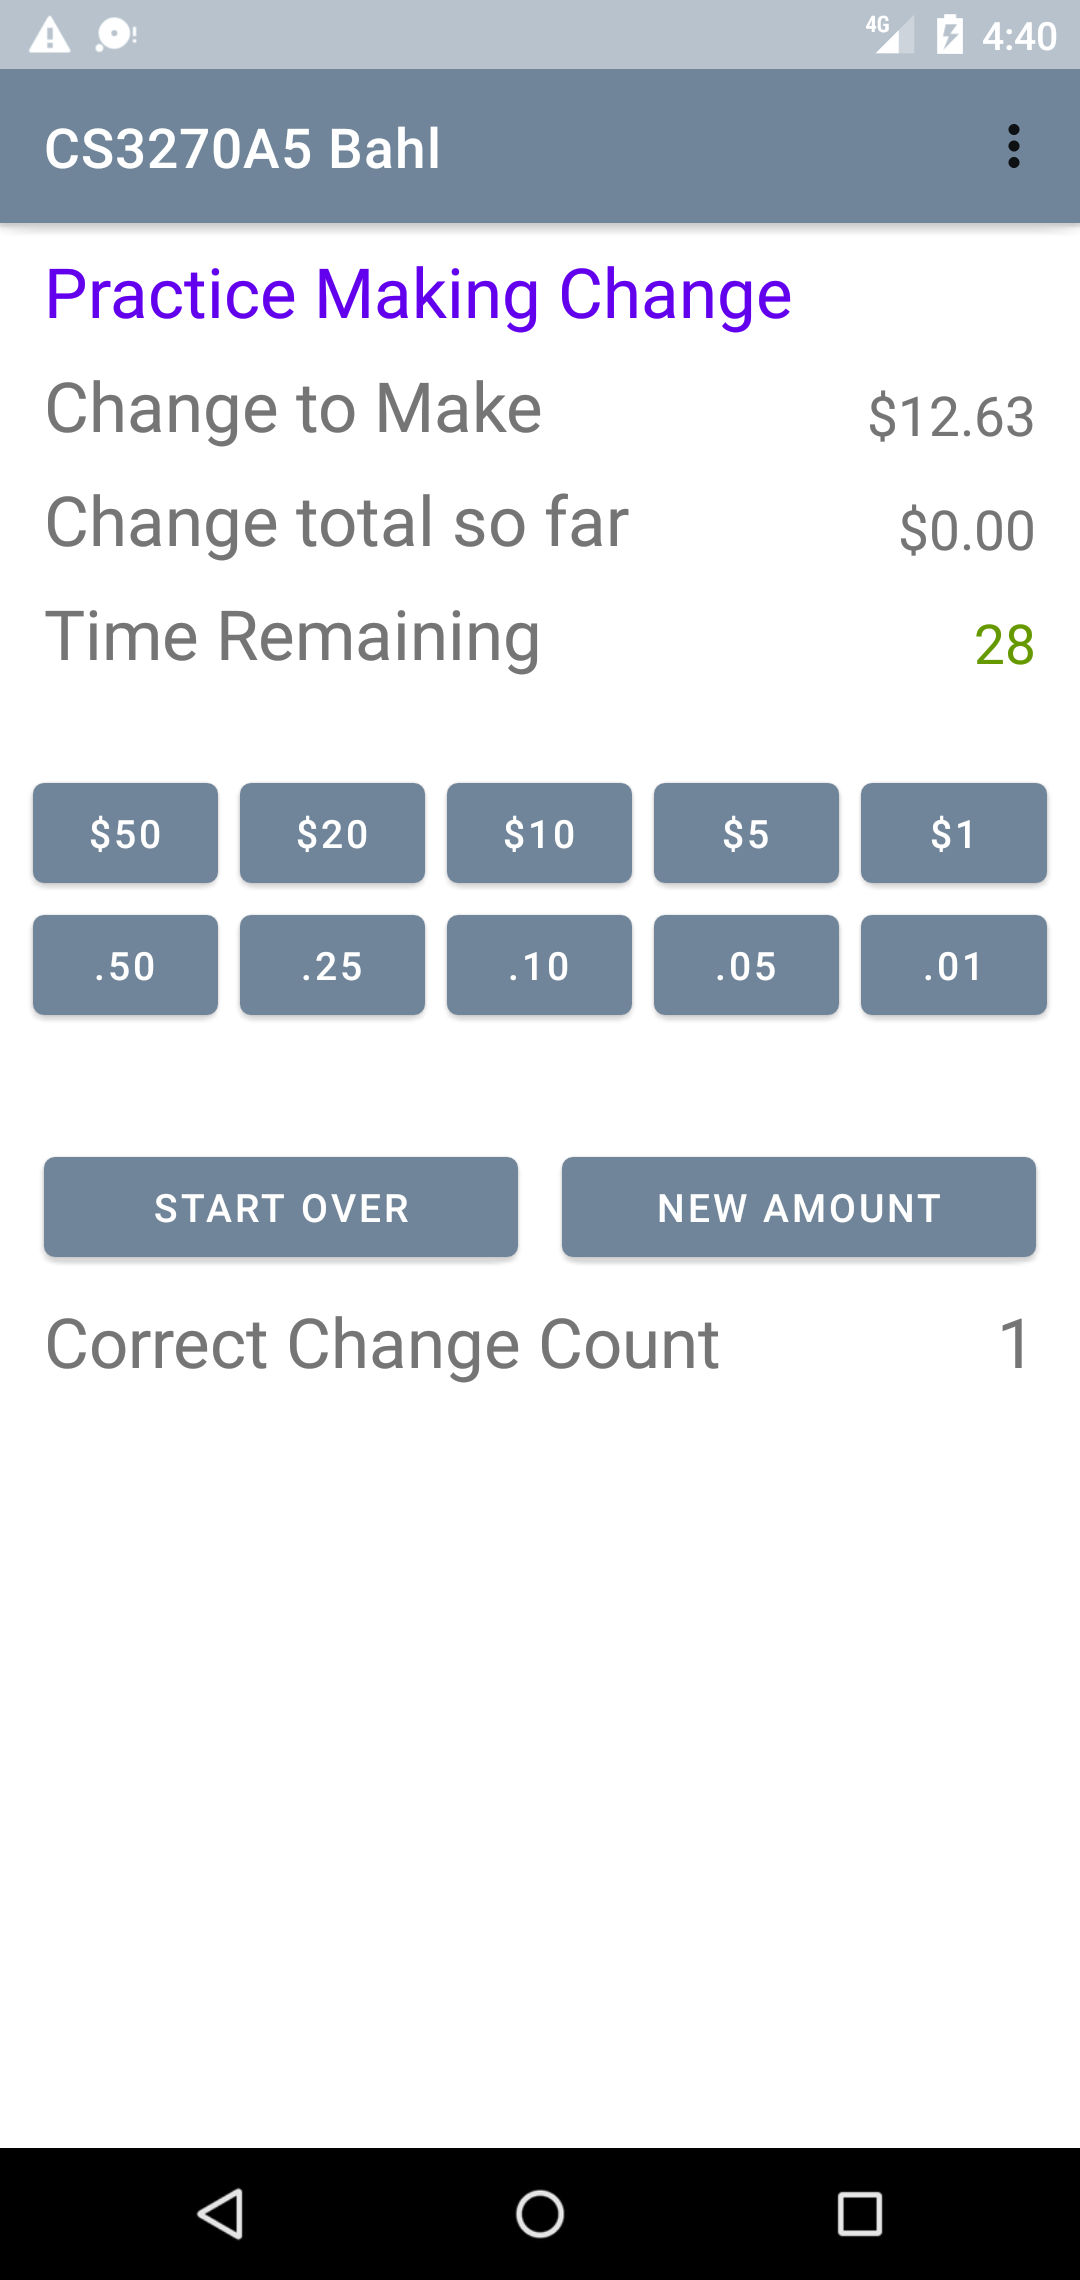 4G 4:40
CS3270A5 Bahl
Practice Making Change
Change to Make $12.63
Change total so far $0.00
Time Remaining 28
$50 $20 $10 $5 $1
.50 .25 .10 .05 .01
START OVER NEW AMOUNT
Correct Change Count 1